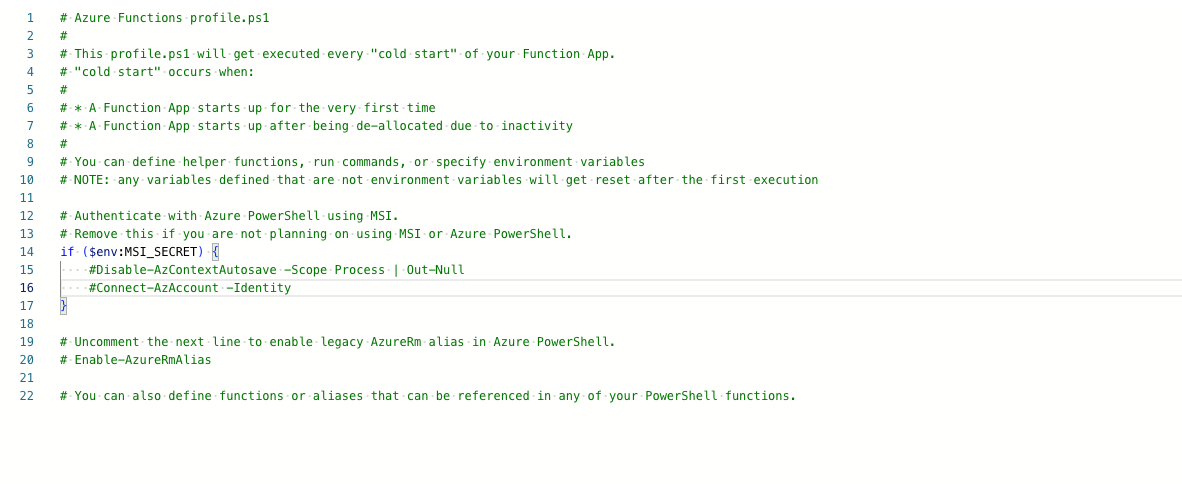 1 # Azure Functions profile.ps1
2 #
3 # This profile.ps1 will get executed every "cold start" of your Function App.
4 # "cold start" occurs when:
5 #
6 # * A Function App starts up for the very first time
7 # * A Function App starts up after being de-allocated due to inactivity
8 #
9 # You can define helper functions, run commands, or specify environment variables
10 # NOTE: any variables defined that are not environment variables will get reset after the first execution
11
12 # Authenticate with Azure PowerShell using MSI.
13 # Remove this if you are not planning on using MSI or Azure PowerShell.
14 if ($env:MSI_SECRET) {
15     #Disable-AzContextAutosave -Scope Process | Out-Null
16     #Connect-AzAccount -Identity
17 }
18
19 # Uncomment the next line to enable legacy AzureRm alias in Azure PowerShell.
20 # Enable-AzureRmAlias
21
22 # You can also define functions or aliases that can be referenced in any of your PowerShell functions.